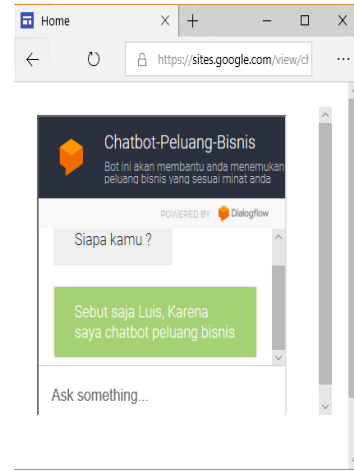 Home
https://sites.google.com/view/ch
Chatbot-Peluang-Bisnis
Bot ini akan membantu anda menemukan
peluang bisnis yang sesuai minat anda
POWERED BY Dialogflow
Siapa kamu ?
Sebut saja Luis, Karena
saya chatbot peluang bisnis
Ask something...